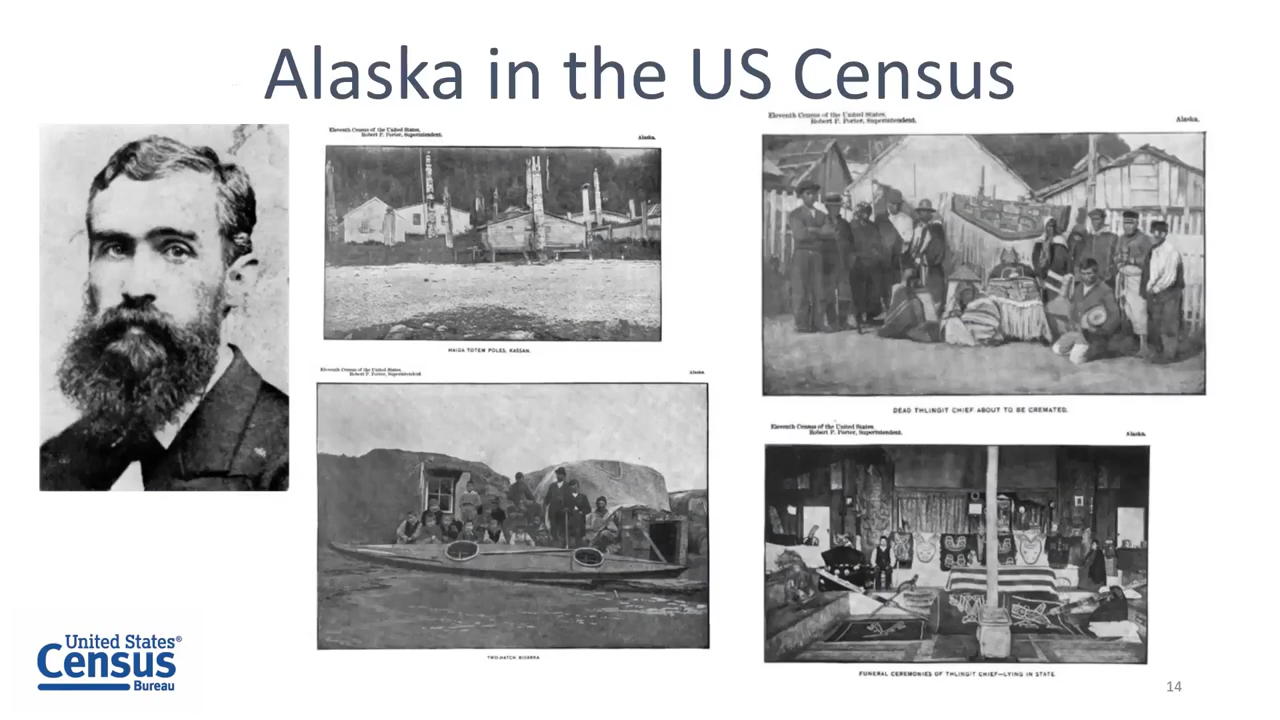 Alaska in the US Census
Eleventh Census of the United States.
Robert P. Porter, Superintendent.
Alaska.
HAIDA TOTEM POLES, KASSAN.
Eleventh Census of the United States.
Robert P. Porter, Superintendent.
Alaska.
DEAD THLINGIT CHIEF ABOUT TO BE CREMATED.
Eleventh Census of the United States.
Robert P. Porter, Superintendent.
Alaska.
TWO-HATCH BIDARKA
Eleventh Census of the United States.
Robert P. Porter, Superintendent.
Alaska.
FUNERAL CEREMONIES OF THLINGIT CHIEF—LYING IN STATE.
United States®
Census
Bureau
14